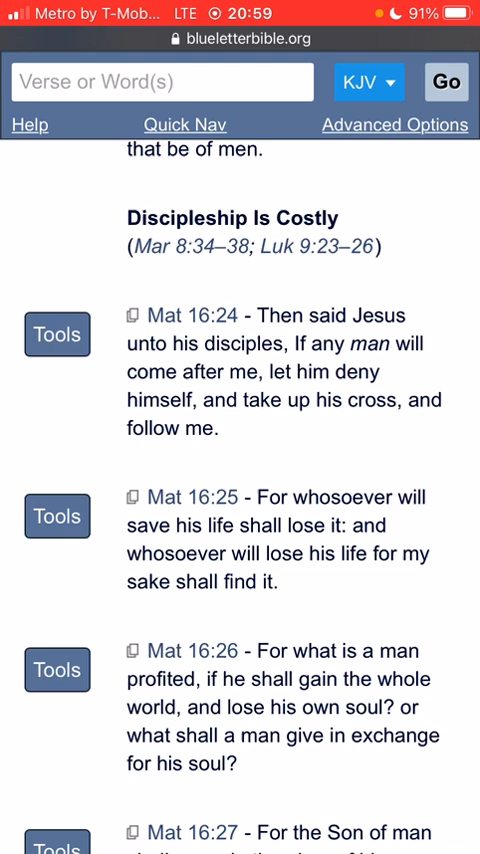 Metro by T-Mob... LTE 20:59 91%
blueletterbible.org
Verse or Word(s) KJV Go
Help Quick Nav Advanced Options
that be of men.
Discipleship Is Costly
(Mar 8:34–38; Luk 9:23–26)
Tools
Mat 16:24 - Then said Jesus
unto his disciples, If any man will
come after me, let him deny
himself, and take up his cross, and
follow me.
Tools
Mat 16:25 - For whosoever will
save his life shall lose it: and
whosoever will lose his life for my
sake shall find it.
Tools
Mat 16:26 - For what is a man
profited, if he shall gain the whole
world, and lose his own soul? or
what shall a man give in exchange
for his soul?
Tools
Mat 16:27 - For the Son of man